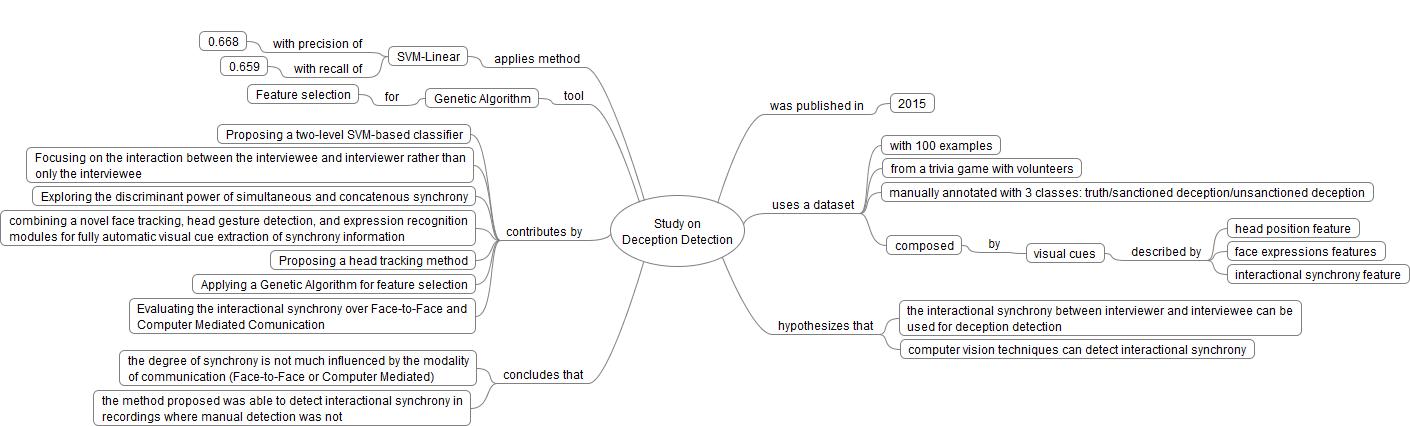 0.668
with precision of
0.659
with recall of
SVM-Linear
applies method
Feature selection
for
Genetic Algorithm
tool
Proposing a two-level SVM-based classifier
Focusing on the interaction between the interviewee and interviewer rather than
only the interviewee
Exploring the discriminant power of simultaneous and concatenous synchrony
combining a novel face tracking, head gesture detection, and expression recognition
modules for fully automatic visual cue extraction of synchrony information
Proposing a head tracking method
Applying a Genetic Algorithm for feature selection
Evaluating the interactional synchrony over Face-to-Face and
Computer Mediated Comunication
contributes by
the degree of synchrony is not much influenced by the modality
of communication (Face-to-Face or Computer Mediated)
the method proposed was able to detect interactional synchrony in
recordings where manual detection was not
concludes that
Study on
Deception Detection
was published in
2015
uses a dataset
with 100 examples
from a trivia game with volunteers
manually annotated with 3 classes: truth/sanctioned deception/unsanctioned deception
composed
by
visual cues
described by
head position feature
face expressions features
interactional synchrony feature
hypothesizes that
the interactional synchrony between interviewer and interviewee can be
used for deception detection
computer vision techniques can detect interactional synchrony